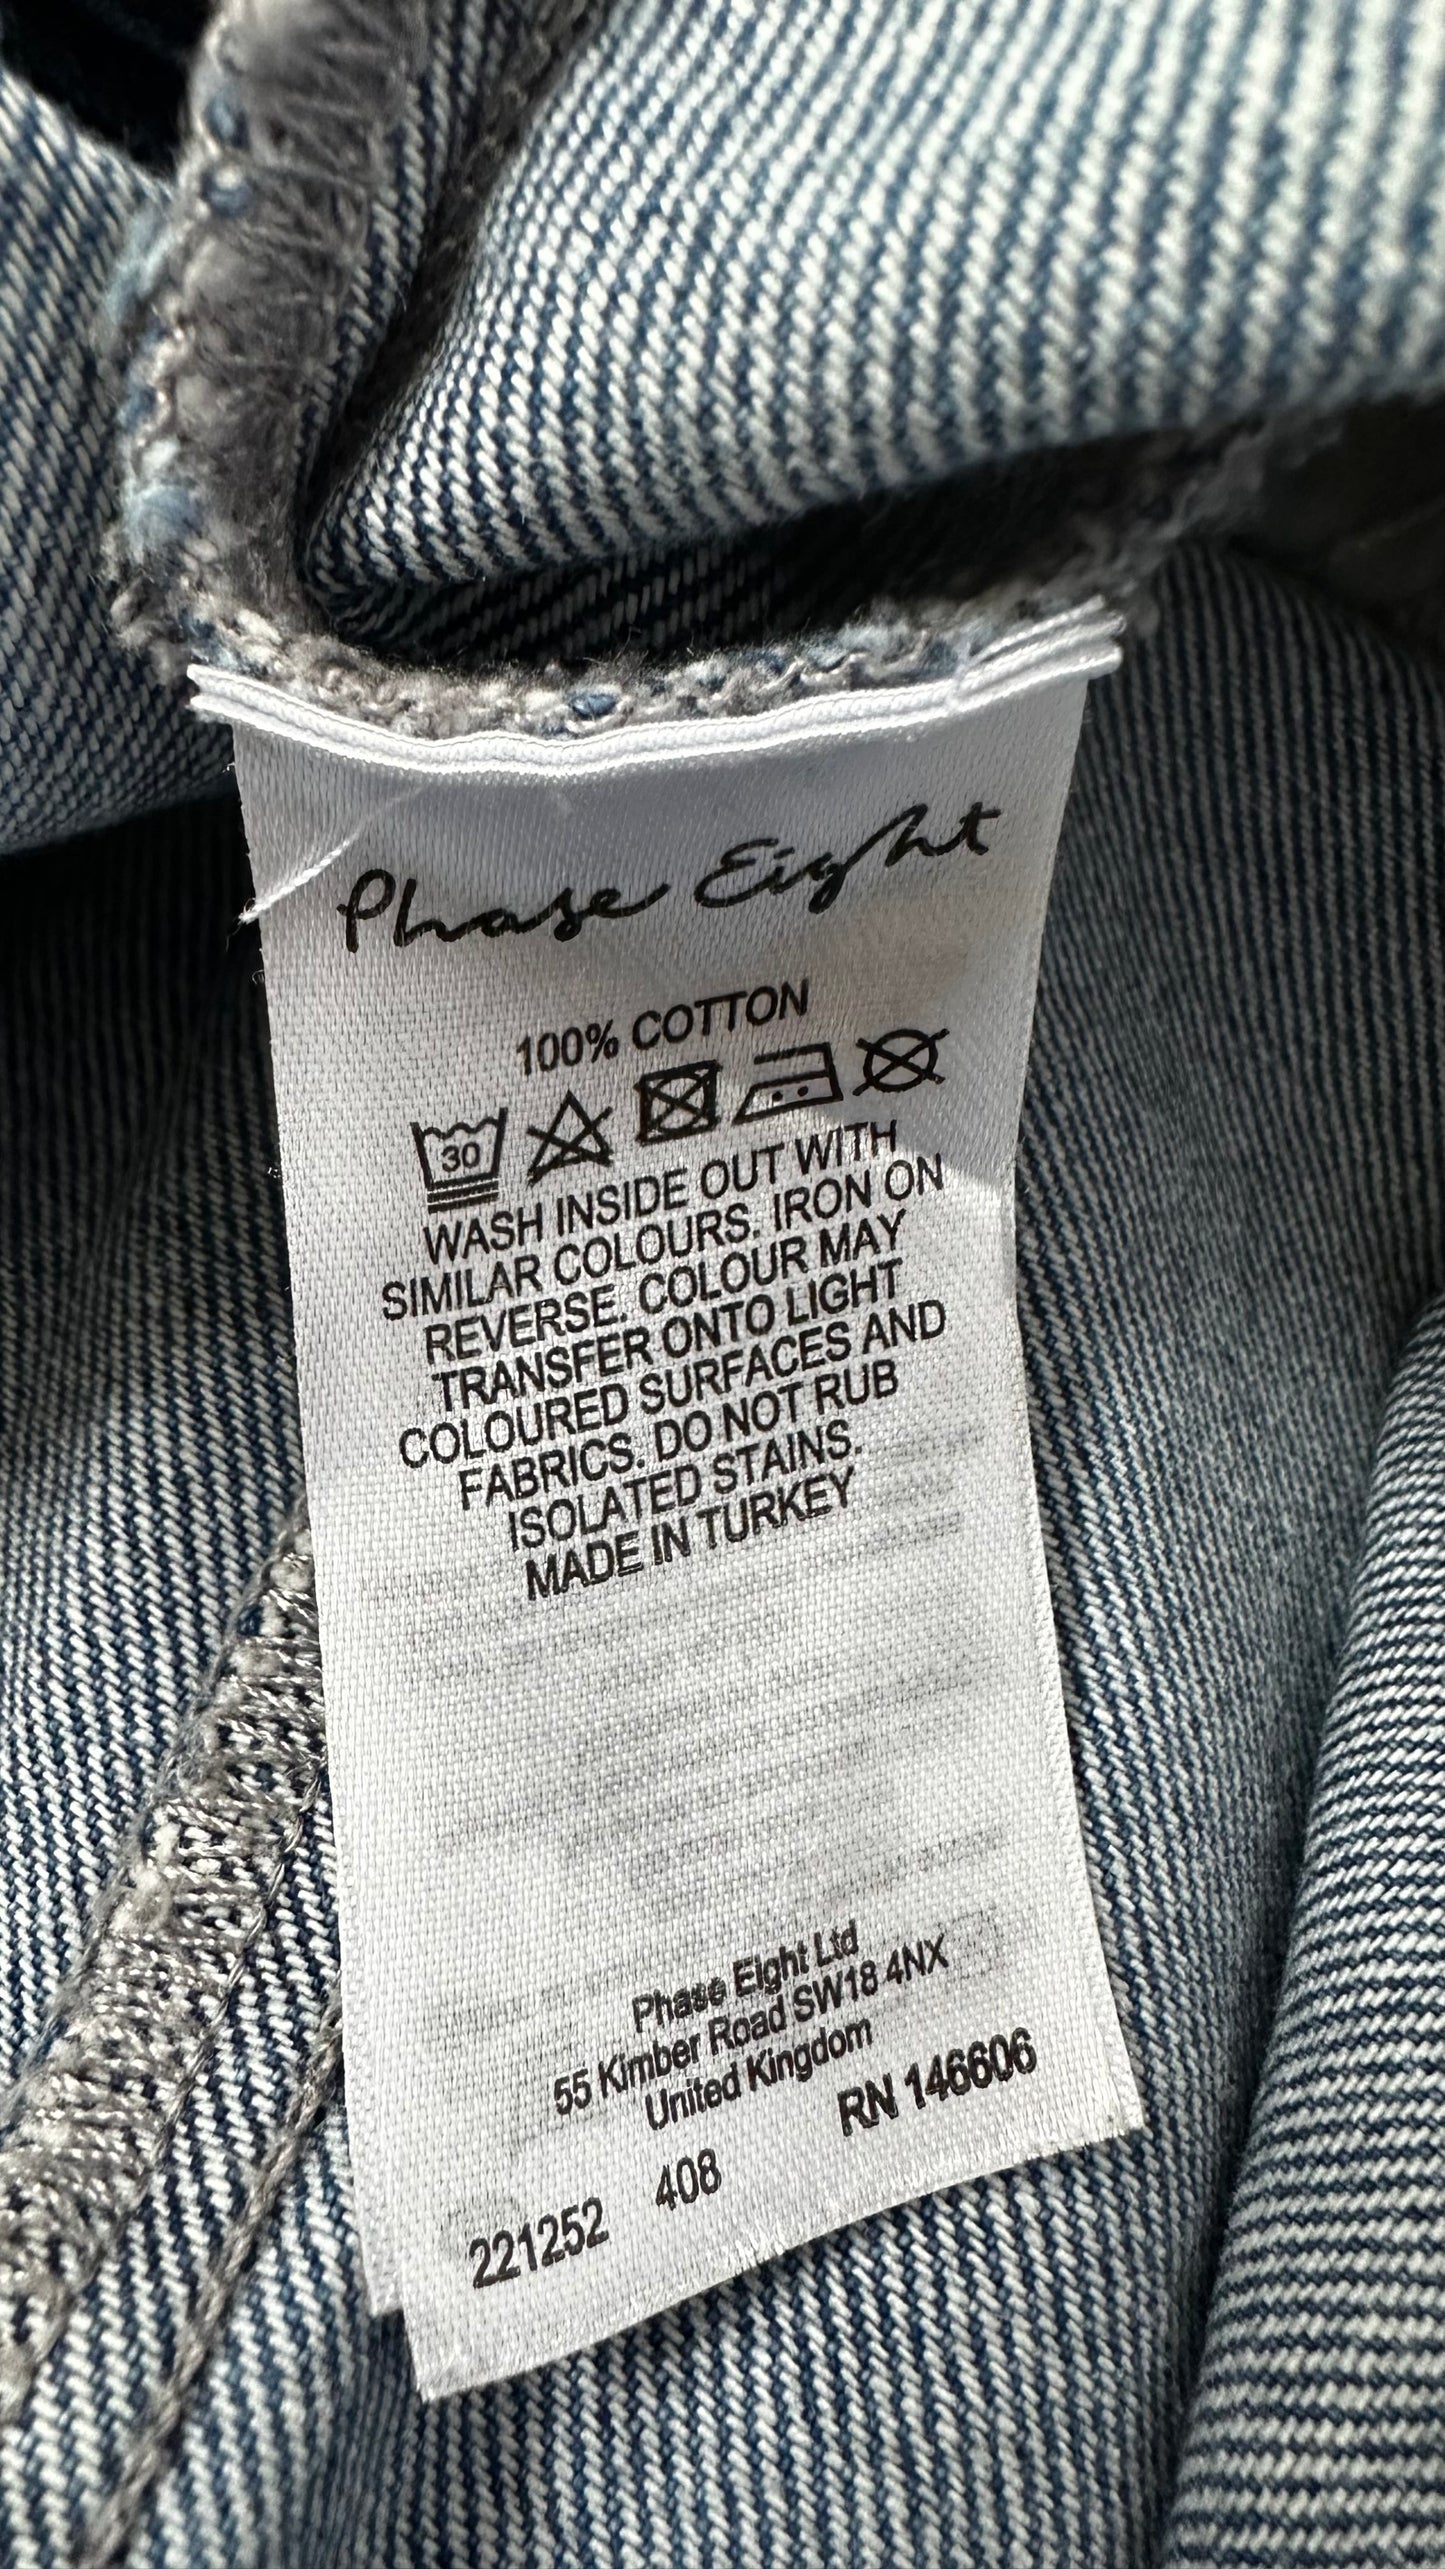 Phase Eight
100% COTTON
30
WASH INSIDE OUT WITH
SIMILAR COLOURS. IRON ON
REVERSE. COLOUR MAY
TRANSFER ONTO LIGHT
COLOURED SURFACES AND
FABRICS. DO NOT RUB
ISOLATED STAINS.
MADE IN TURKEY
Phase Eight Ltd
55 Kimber Road SW18 4NX
United Kingdom
RN 146606
221252 408